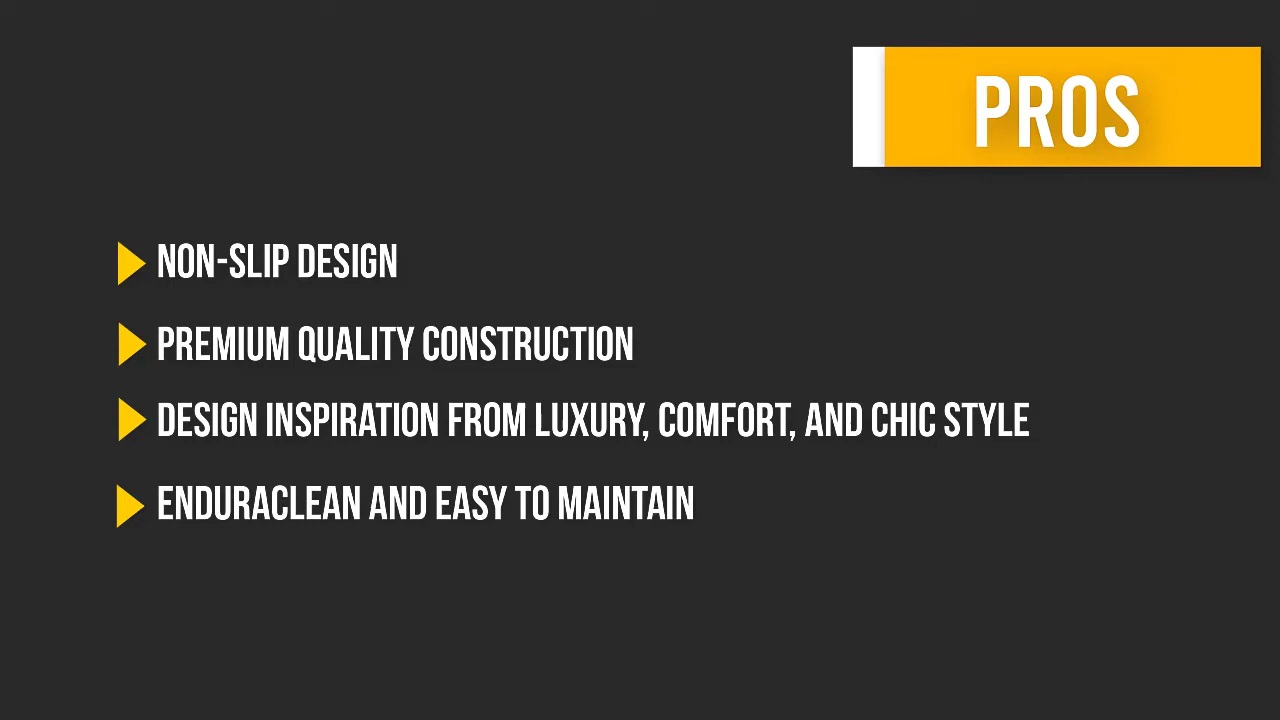 PROS
NON-SLIP DESIGN
PREMIUM QUALITY CONSTRUCTION
DESIGN INSPIRATION FROM LUXURY, COMFORT, AND CHIC STYLE
ENDURACLEAN AND EASY TO MAINTAIN